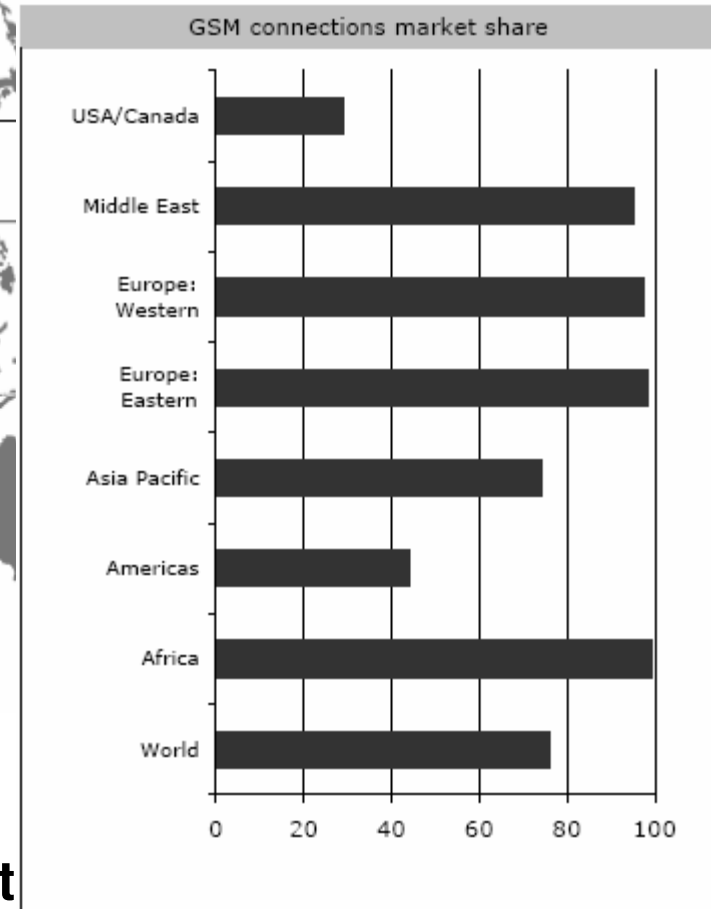 GSM connections market share
USA/Canada
Middle East
Europe:
Western
Europe:
Eastern
Asia Pacific
Americas
Africa
World
0 20 40 60 80 100
t